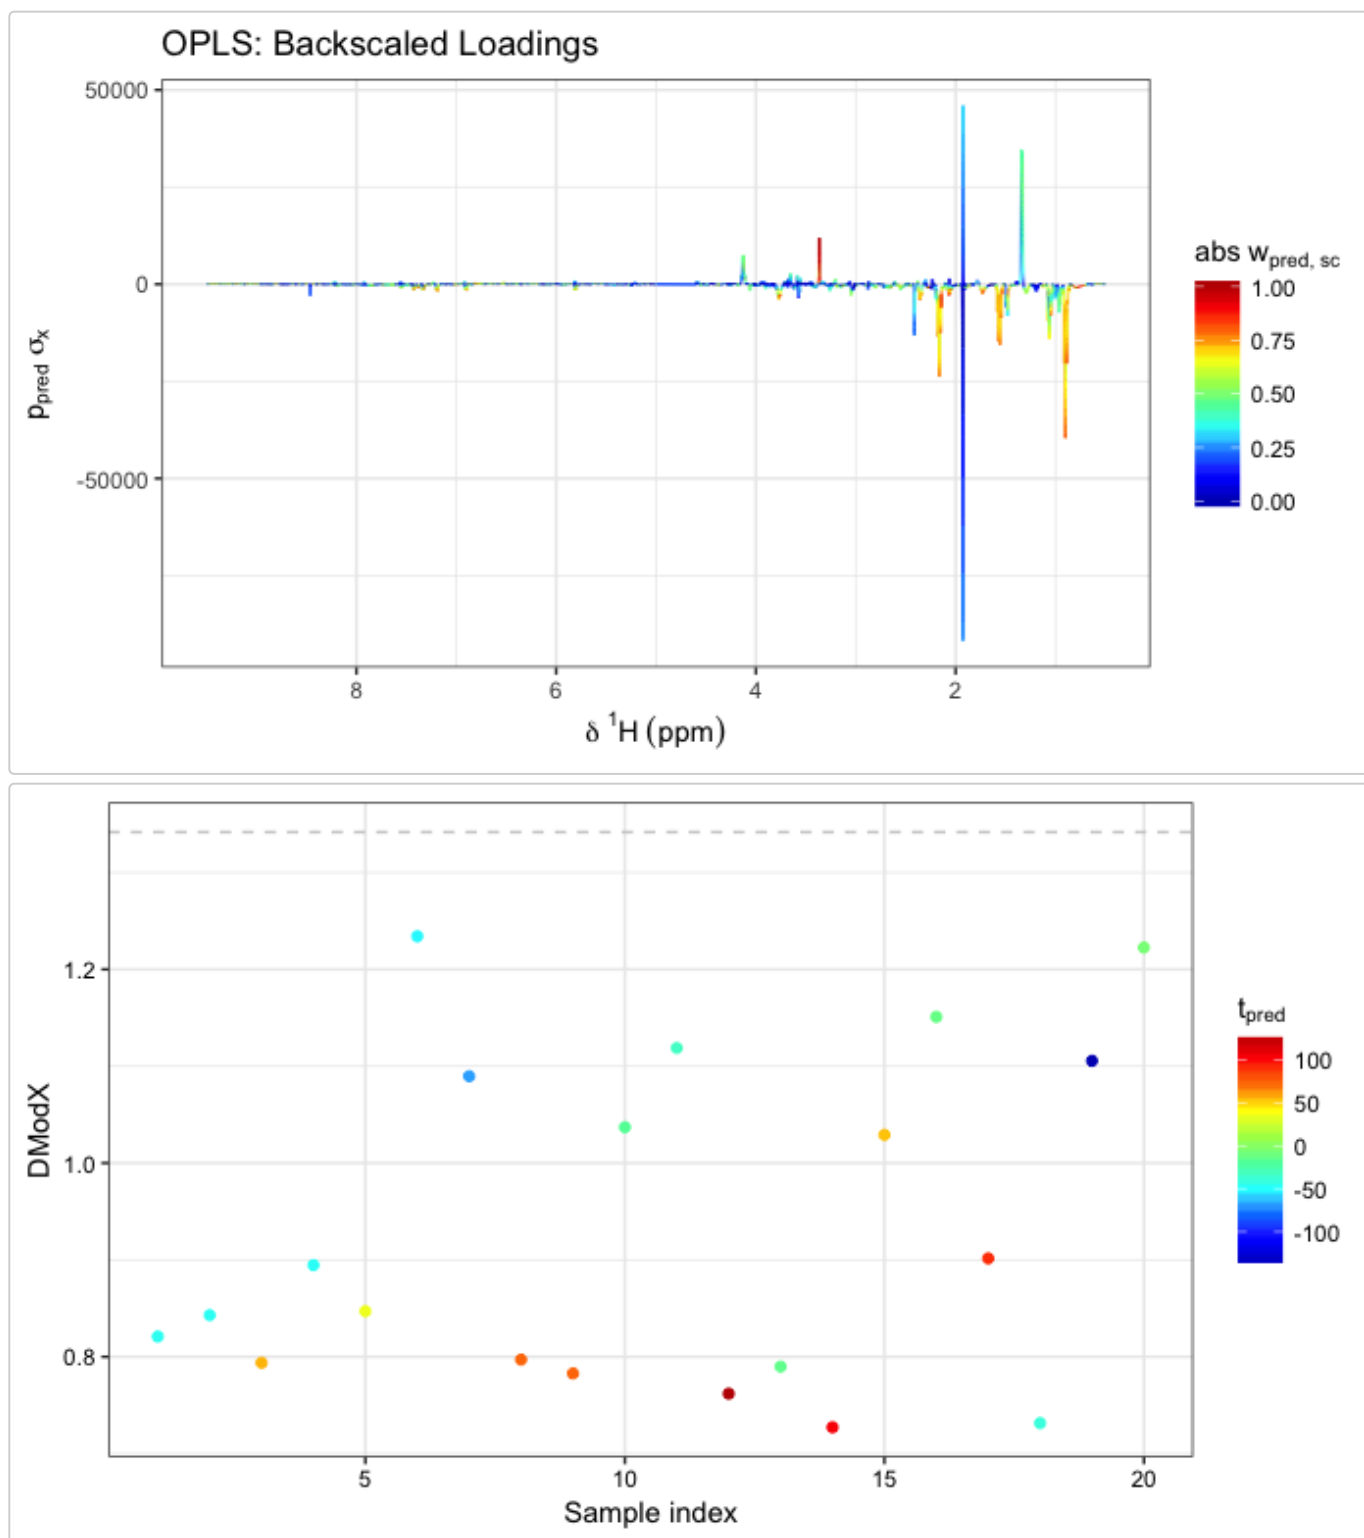 OPLS: Backscaled Loadings
50000
0
-50000
p_pred σ_x
8 6 4 2
δ ¹H (ppm)
abs w_pred, sc
1.00
0.75
0.50
0.25
0.00
1.2
1.0
0.8
DModX
5 10 15 20
Sample index
t_pred
100
50
0
-50
-100